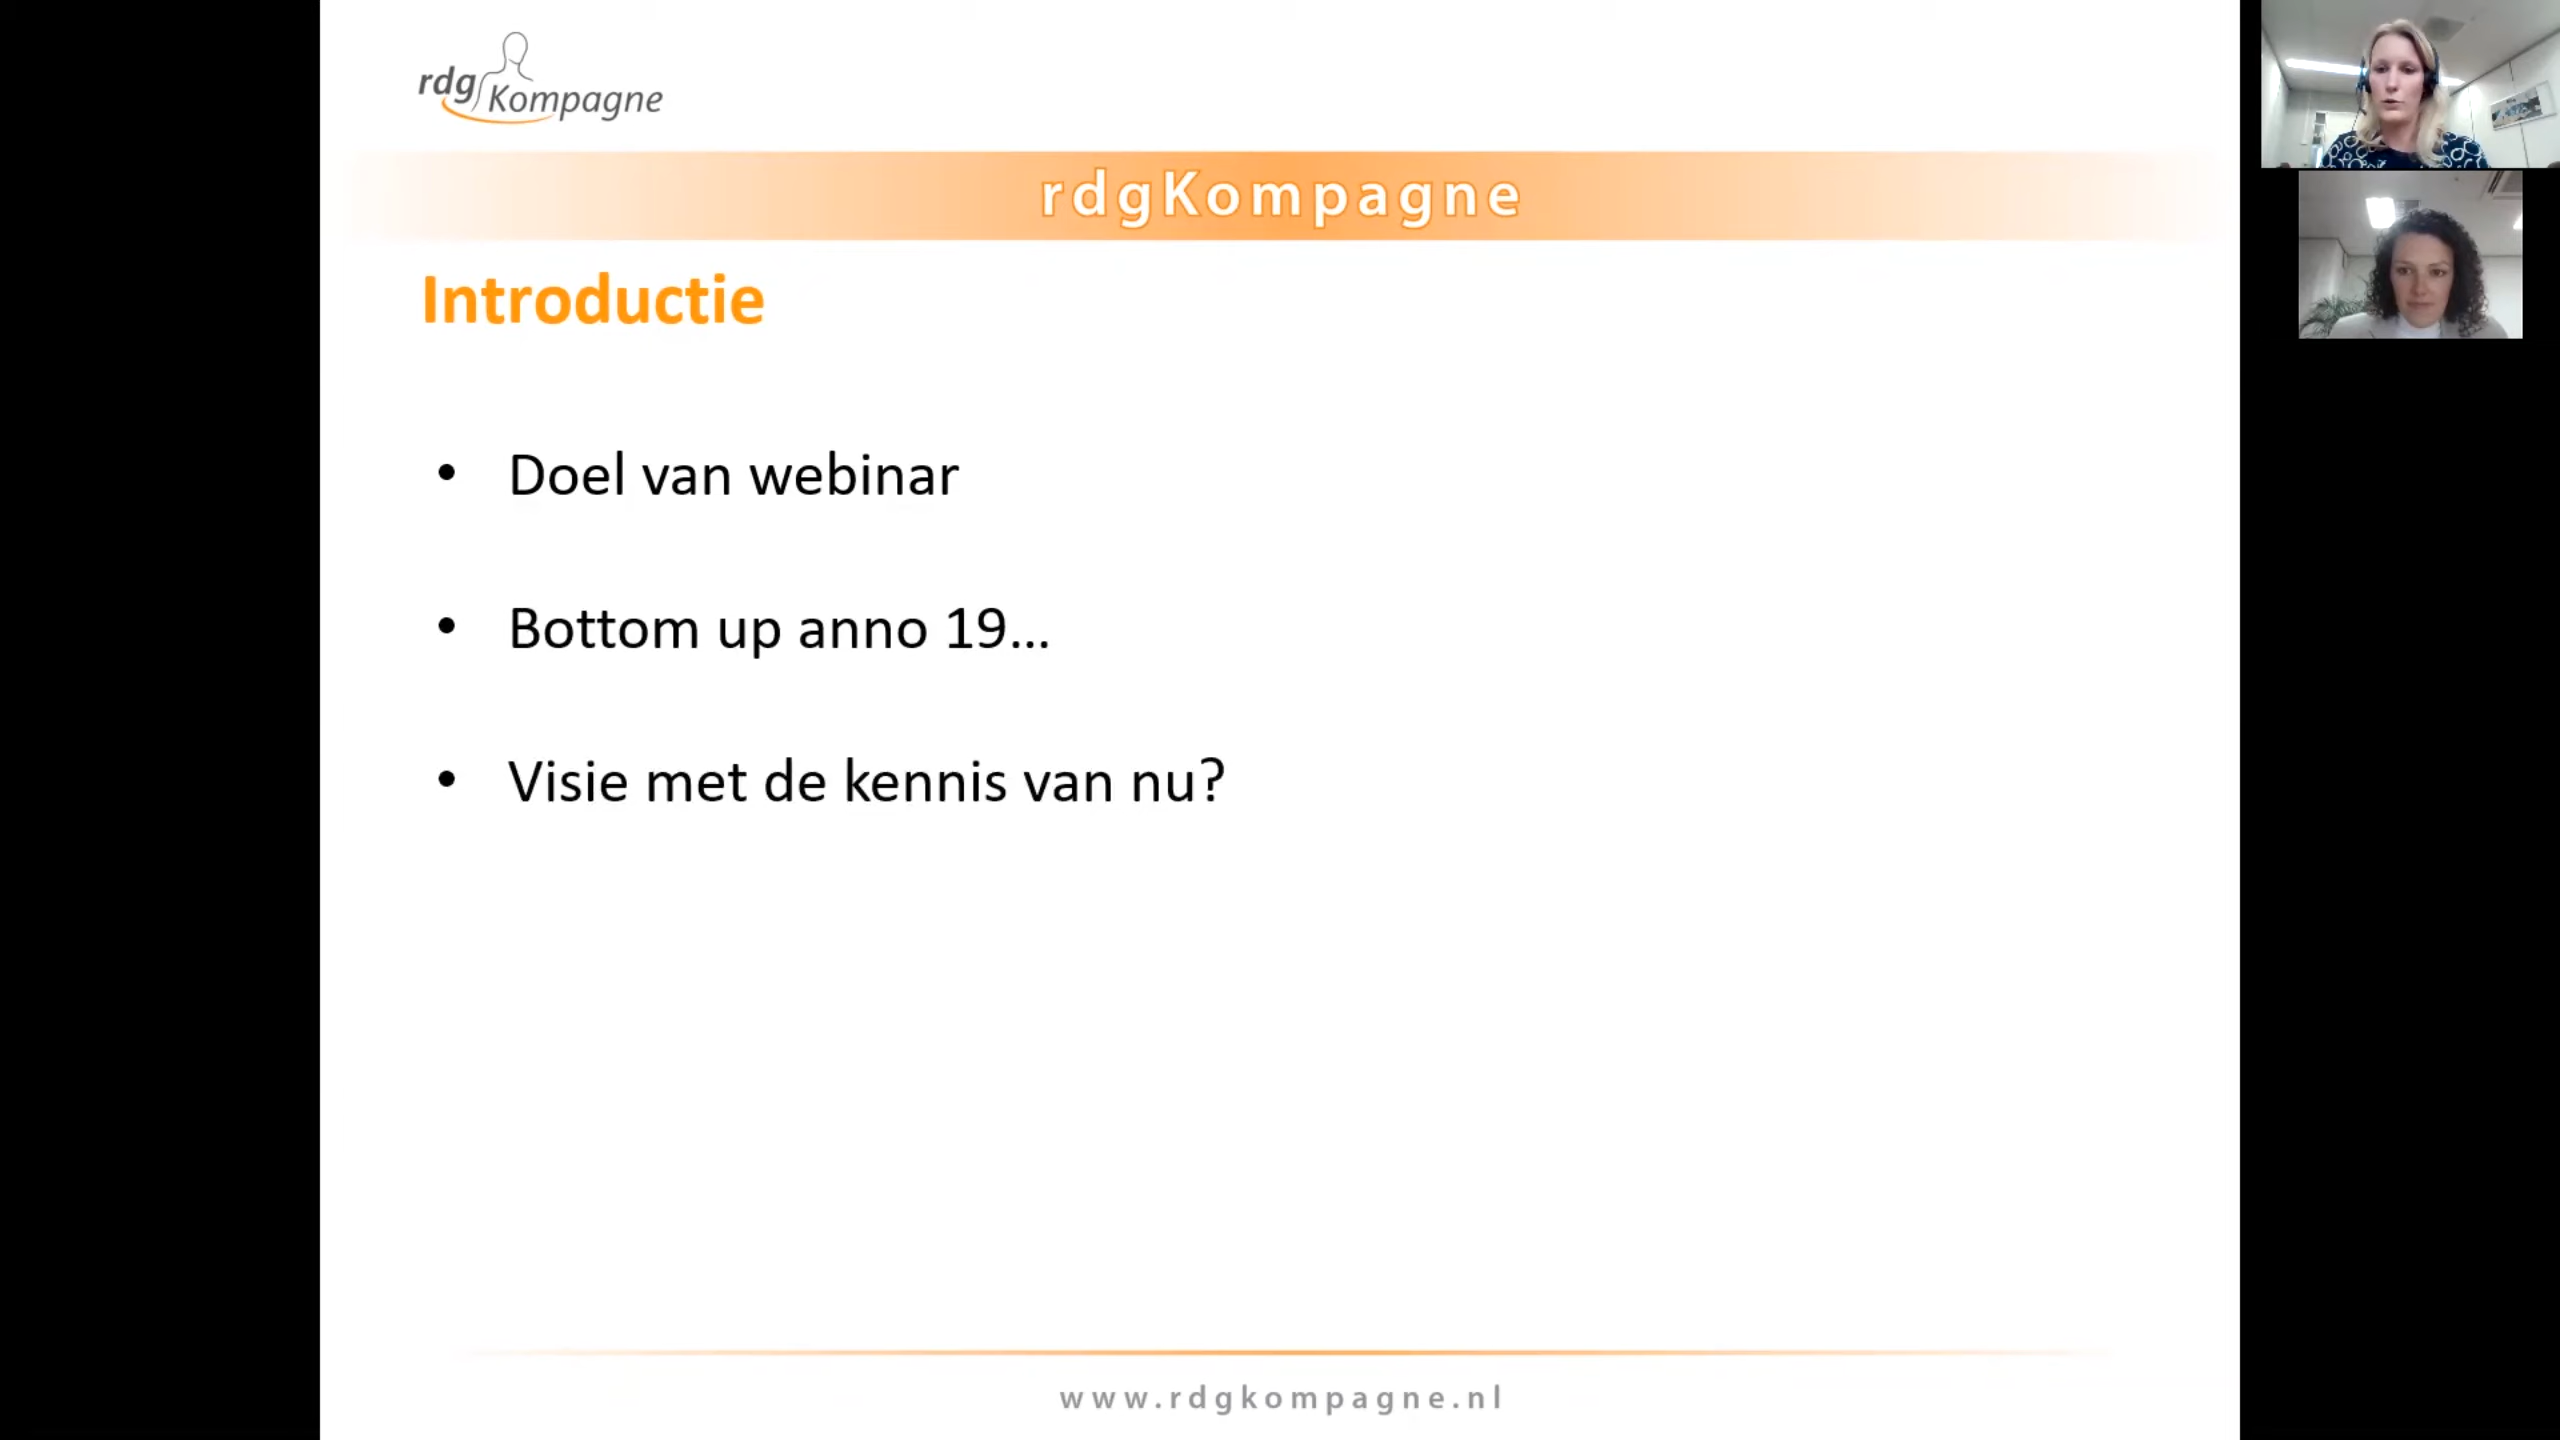 rdg Kompagne
rdgKompagne
Introductie
• Doel van webinar
• Bottom up anno 19...
• Visie met de kennis van nu?
www.rdgkompagne.nl